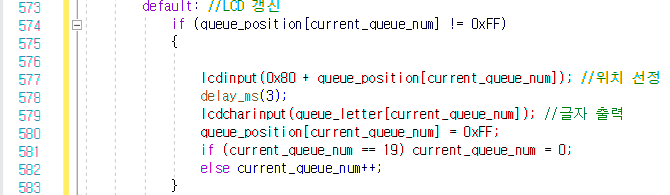 573 default: //LCD 갱신
574 if (queue_position[current_queue_num] != 0xFF)
575 {
576
577 lcdinput(0x80 + queue_position[current_queue_num]); //위치 선정
578 delay_ms(3);
579 lcdcharinput(queue_letter[current_queue_num]); //글자 출력
580 queue_position[current_queue_num] = 0xFF;
581 if (current_queue_num == 19) current_queue_num = 0;
582 else current_queue_num++;
583 }